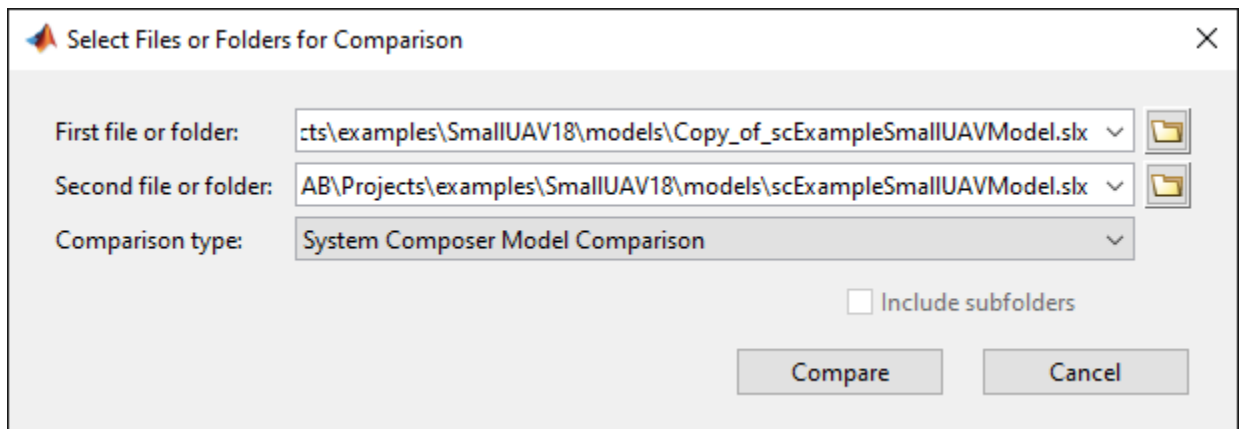 Select Files or Folders for Comparison
First file or folder: :ts\examples\SmallUAV18\models\Copy_of_scExampleSmallUAVModel.slx
Second file or folder: AB\Projects\examples\SmallUAV18\models\scExampleSmallUAVModel.slx
Comparison type: System Composer Model Comparison
Include subfolders
Compare Cancel